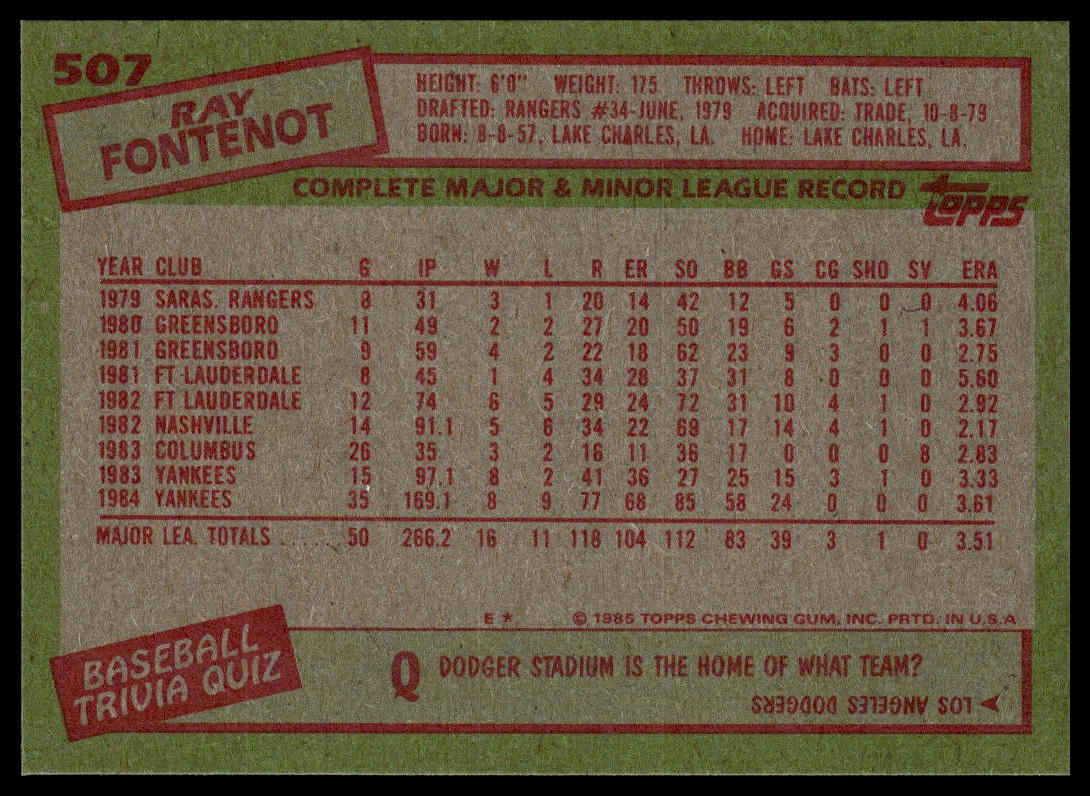 507
RAY
FONTENOT
HEIGHT: 6'0" WEIGHT: 175 THROWS: LEFT BATS: LEFT
DRAFTED: RANGERS #34-JUNE, 1979 ACQUIRED: TRADE, 10-8-79
BORN: 8-8-57, LAKE CHARLES, LA. HOME: LAKE CHARLES, LA.
COMPLETE MAJOR & MINOR LEAGUE RECORD
TOPPS
YEAR CLUB G IP W L R ER SO BB GS CG SHO SV ERA
1979 SARAS. RANGERS 8 31 3 1 20 14 42 12 5 0 0 0 4.06
1980 GREENSBORO 11 49 2 2 27 20 50 19 6 2 1 1 3.67
1981 GREENSBORO 9 59 4 2 22 18 62 23 9 3 0 0 2.75
1981 FT LAUDERDALE 8 45 1 4 34 28 37 31 8 0 0 0 5.60
1982 FT LAUDERDALE 12 74 6 5 29 24 72 31 10 4 1 0 2.92
1982 NASHVILLE 14 91.1 5 6 34 22 69 17 14 4 1 0 2.17
1983 COLUMBUS 26 35 3 2 16 11 36 17 0 0 0 8 2.83
1983 YANKEES 15 97.1 8 2 41 36 27 25 15 3 1 0 3.33
1984 YANKEES 35 169.1 8 9 77 68 85 58 24 0 0 0 3.61
MAJOR LEA. TOTALS ...... 50 266.2 16 11 118 104 112 83 39 3 1 0 3.51
E * © 1985 TOPPS CHEWING GUM, INC. PRTD. IN U.S.A
BASEBALL
TRIVIA QUIZ
Q DODGER STADIUM IS THE HOME OF WHAT TEAM?
LOS ANGELES DODGERS